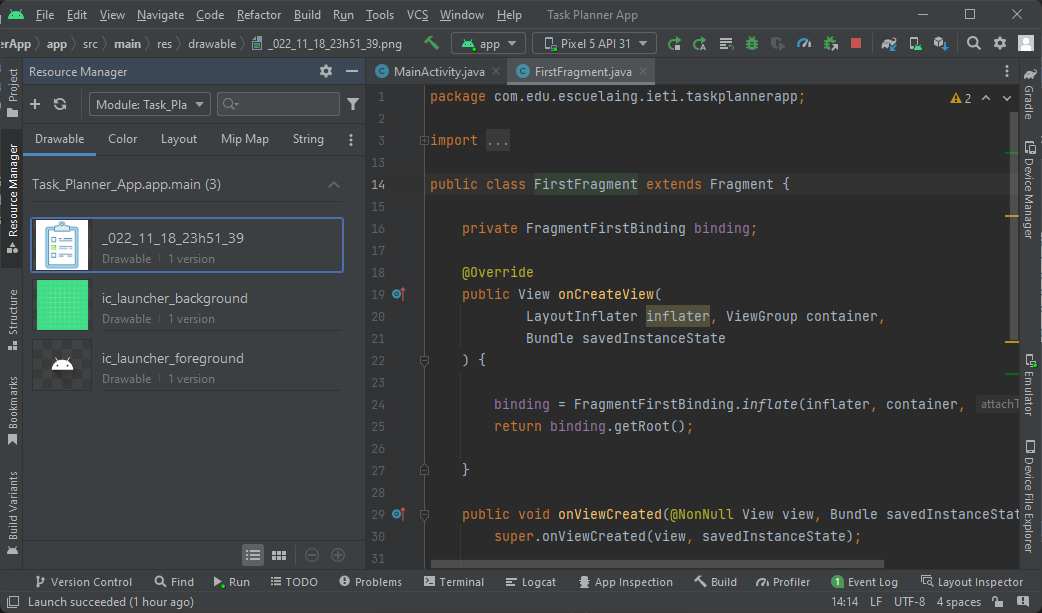 File Edit View Navigate Code Refactor Build Run Tools VCS Window Help Task Planner App
erApp app src main res drawable _022_11_18_23h51_39.png app Pixel 5 API 31
Project
Resource Manager
Structure
Bookmarks
Build Variants
Resource Manager
Module: Task_Pla
Drawable Color Layout Mip Map String
Task_Planner_App.app.main (3)
_022_11_18_23h51_39
Drawable 1 version
ic_launcher_background
Drawable 1 version
ic_launcher_foreground
Drawable 1 version
MainActivity.java FirstFragment.java
2
1 package com.edu.escuelaing.ieti.taskplannerapp;
2
3 import ...
13
14 public class FirstFragment extends Fragment {
15
16 private FragmentFirstBinding binding;
17
18 @Override
19 public View onCreateView(
20 LayoutInflater inflater, ViewGroup container,
21 Bundle savedInstanceState
22 ) {
23
24 binding = FragmentFirstBinding.inflate(inflater, container, attachT
25 return binding.getRoot();
26
27 }
28
29 public void onViewCreated(@NonNull View view, Bundle savedInstanceStat
30 super.onViewCreated(view, savedInstanceState);
31
Gradle
Device Manager
Emulator
Device File Explorer
Version Control Find Run TODO Problems Terminal Logcat App Inspection Build Profiler 1 Event Log Layout Inspector
Launch succeeded (1 hour ago) 14:14 LF UTF-8 4 spaces